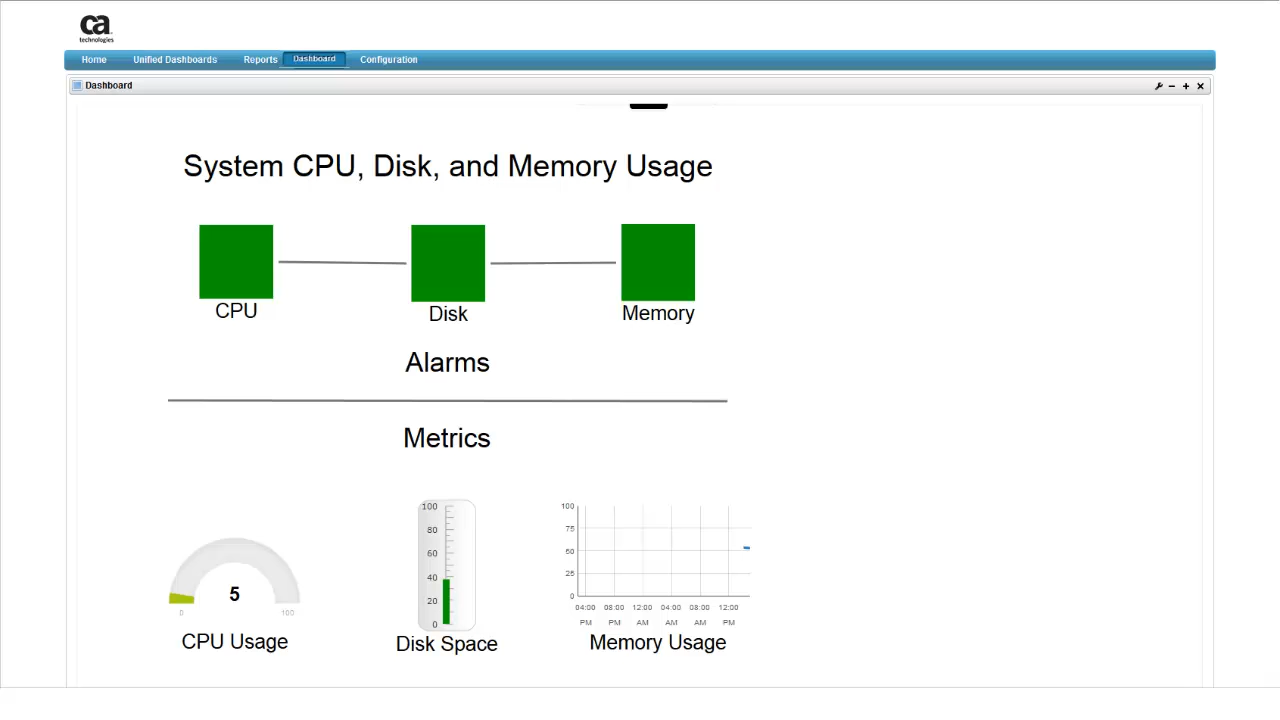 ca
technologies
Home Unified Dashboards Reports Dashboard Configuration
Dashboard
System CPU, Disk, and Memory Usage
CPU Disk Memory
Alarms
Metrics
5
0 100
CPU Usage
100
80
60
40
20
0
Disk Space
100
75
50
25
0
04:00 08:00 12:00 04:00 08:00 12:00
PM PM AM AM AM PM
Memory Usage